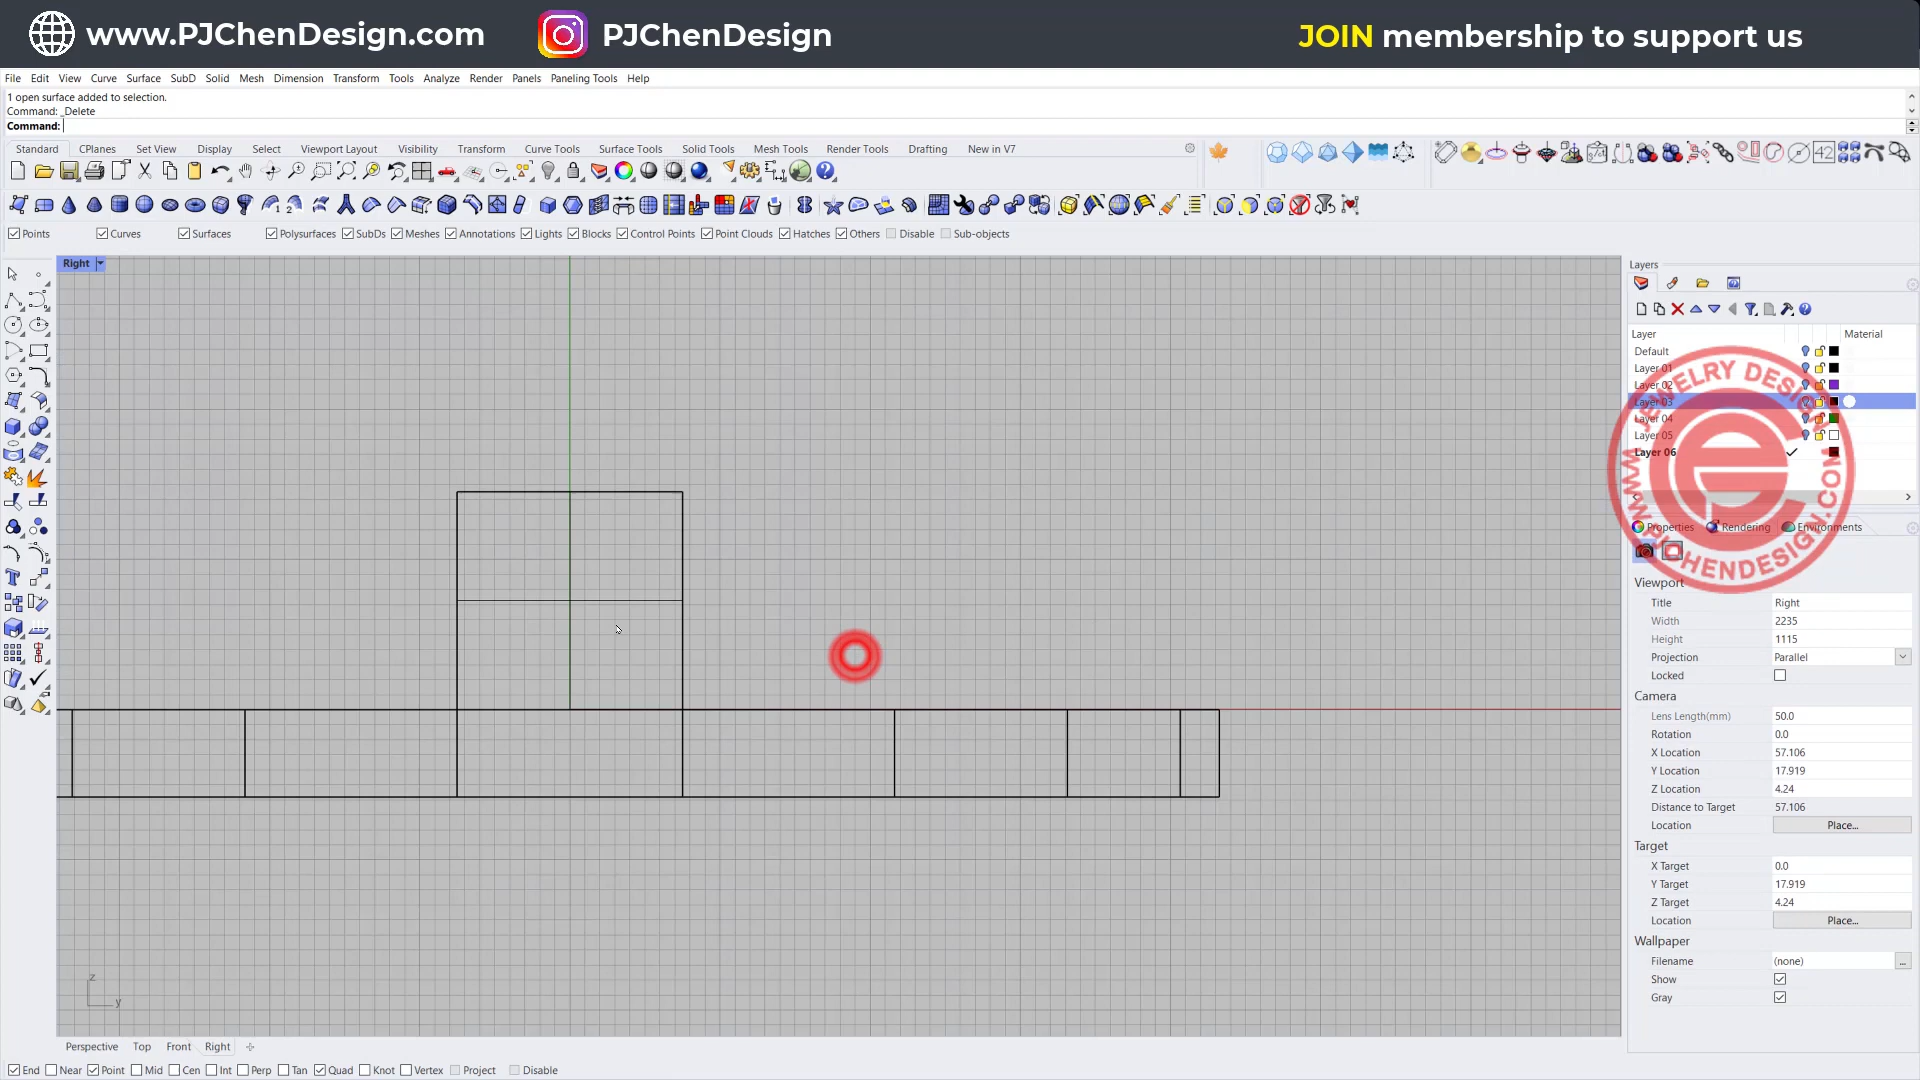 www.PJChenDesign.com PJChenDesign JOIN membership to support us
File Edit View Curve Surface SubD Solid Mesh Dimension Transform Tools Analyze Render Panels Paneling Tools Help
1 open surface added to selection.
Command: _Delete
Command:
Standard CPlanes Set View Display Select Viewport Layout Visibility Transform Curve Tools Surface Tools Solid Tools Mesh Tools Render Tools Drafting New in V7
Points Curves Surfaces Polysurfaces SubDs Meshes Annotations Lights Blocks Control Points Point Clouds Hatches Others Disable Sub-objects
Right
Layers
Layer Material
Default
Layer 01
Layer 02
Layer 03
Layer 04
Layer 05
Layer 06
WWW.PJCHENDESIGN.COM JEWELRY DESIGN
Properties Rendering Environments
Viewport
Title Right
Width 2235
Height 1115
Projection Parallel
Locked
Camera
Lens Length(mm) 50.0
Rotation 0.0
X Location 57.106
Y Location 17.919
Z Location 4.24
Distance to Target 57.106
Location Place...
Target
X Target 0.0
Y Target 17.919
Z Target 4.24
Location Place...
Wallpaper
Filename (none) ...
Show
Gray
z
y
Perspective Top Front Right
End Near Point Mid Cen Int Perp Tan Quad Knot Vertex Project Disable